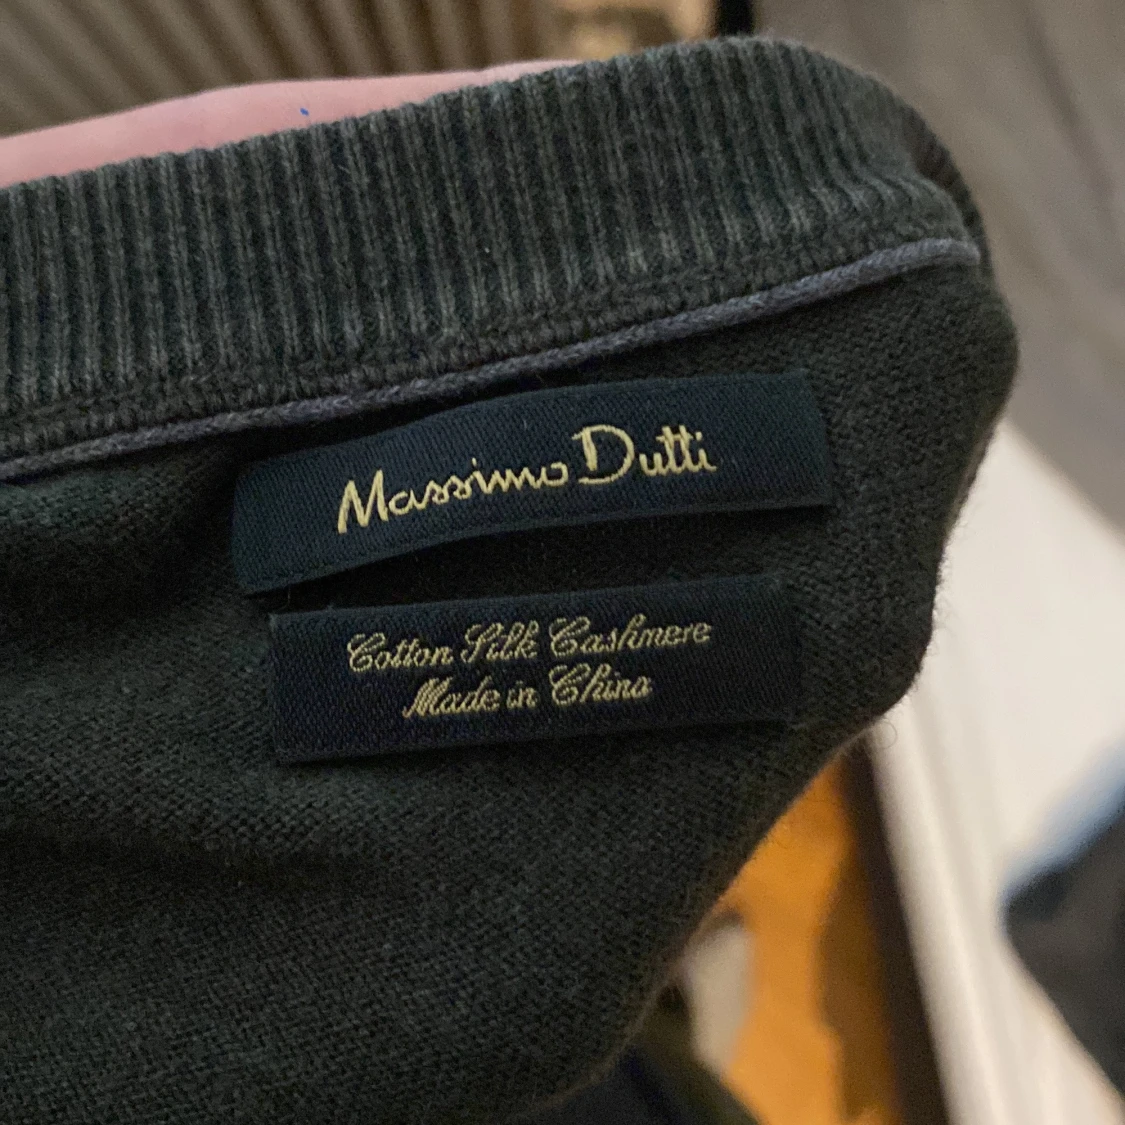 Massimo Dutti
Cotton Silk Cashmere
Made in China